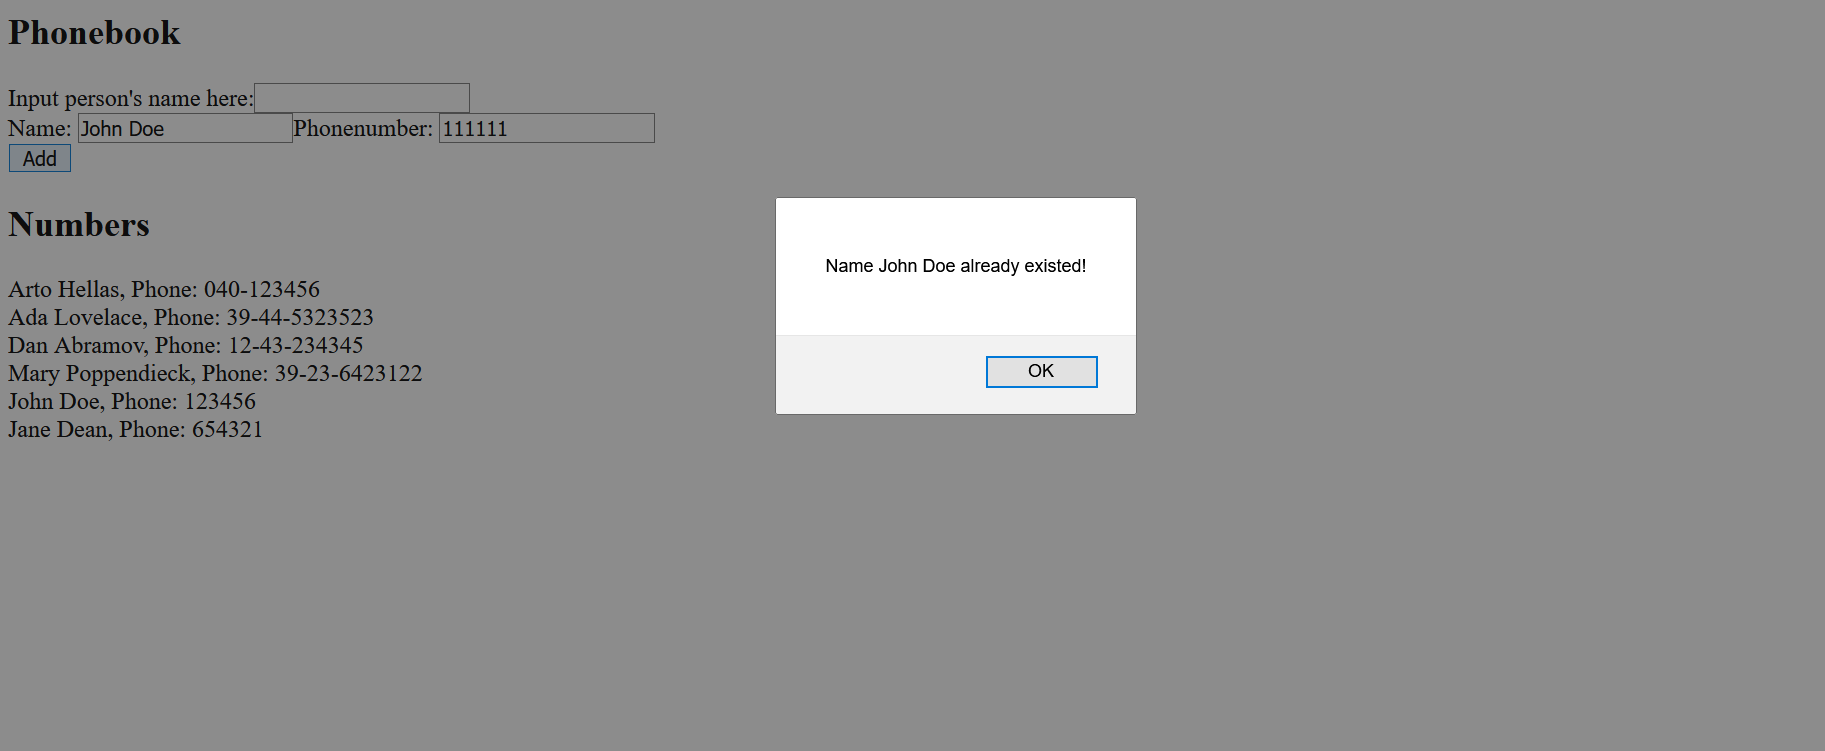 Phonebook
Input person's name here:
Name: John Doe Phonenumber: 111111
Add
Numbers
Arto Hellas, Phone: 040-123456
Ada Lovelace, Phone: 39-44-5323523
Dan Abramov, Phone: 12-43-234345
Mary Poppendieck, Phone: 39-23-6423122
John Doe, Phone: 123456
Jane Dean, Phone: 654321
Name John Doe already existed!
OK